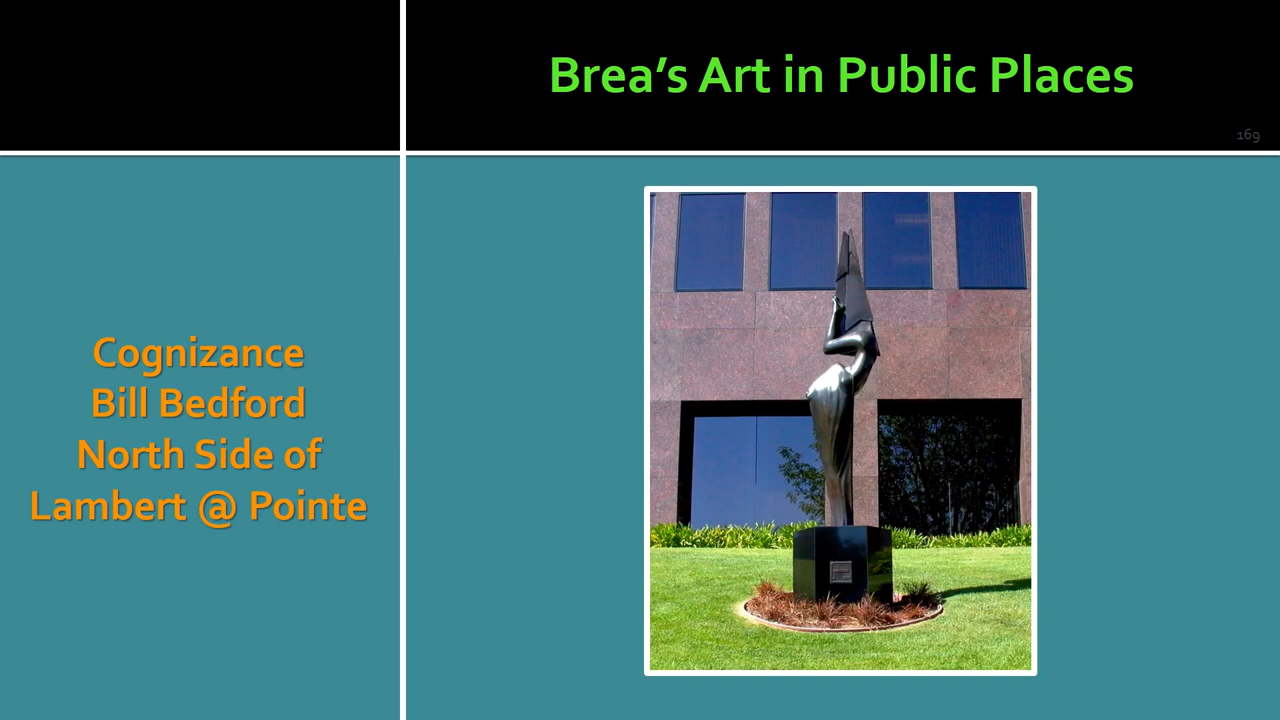 Brea’s Art in Public Places
169
Cognizance
Bill Bedford
North Side of
Lambert @ Pointe